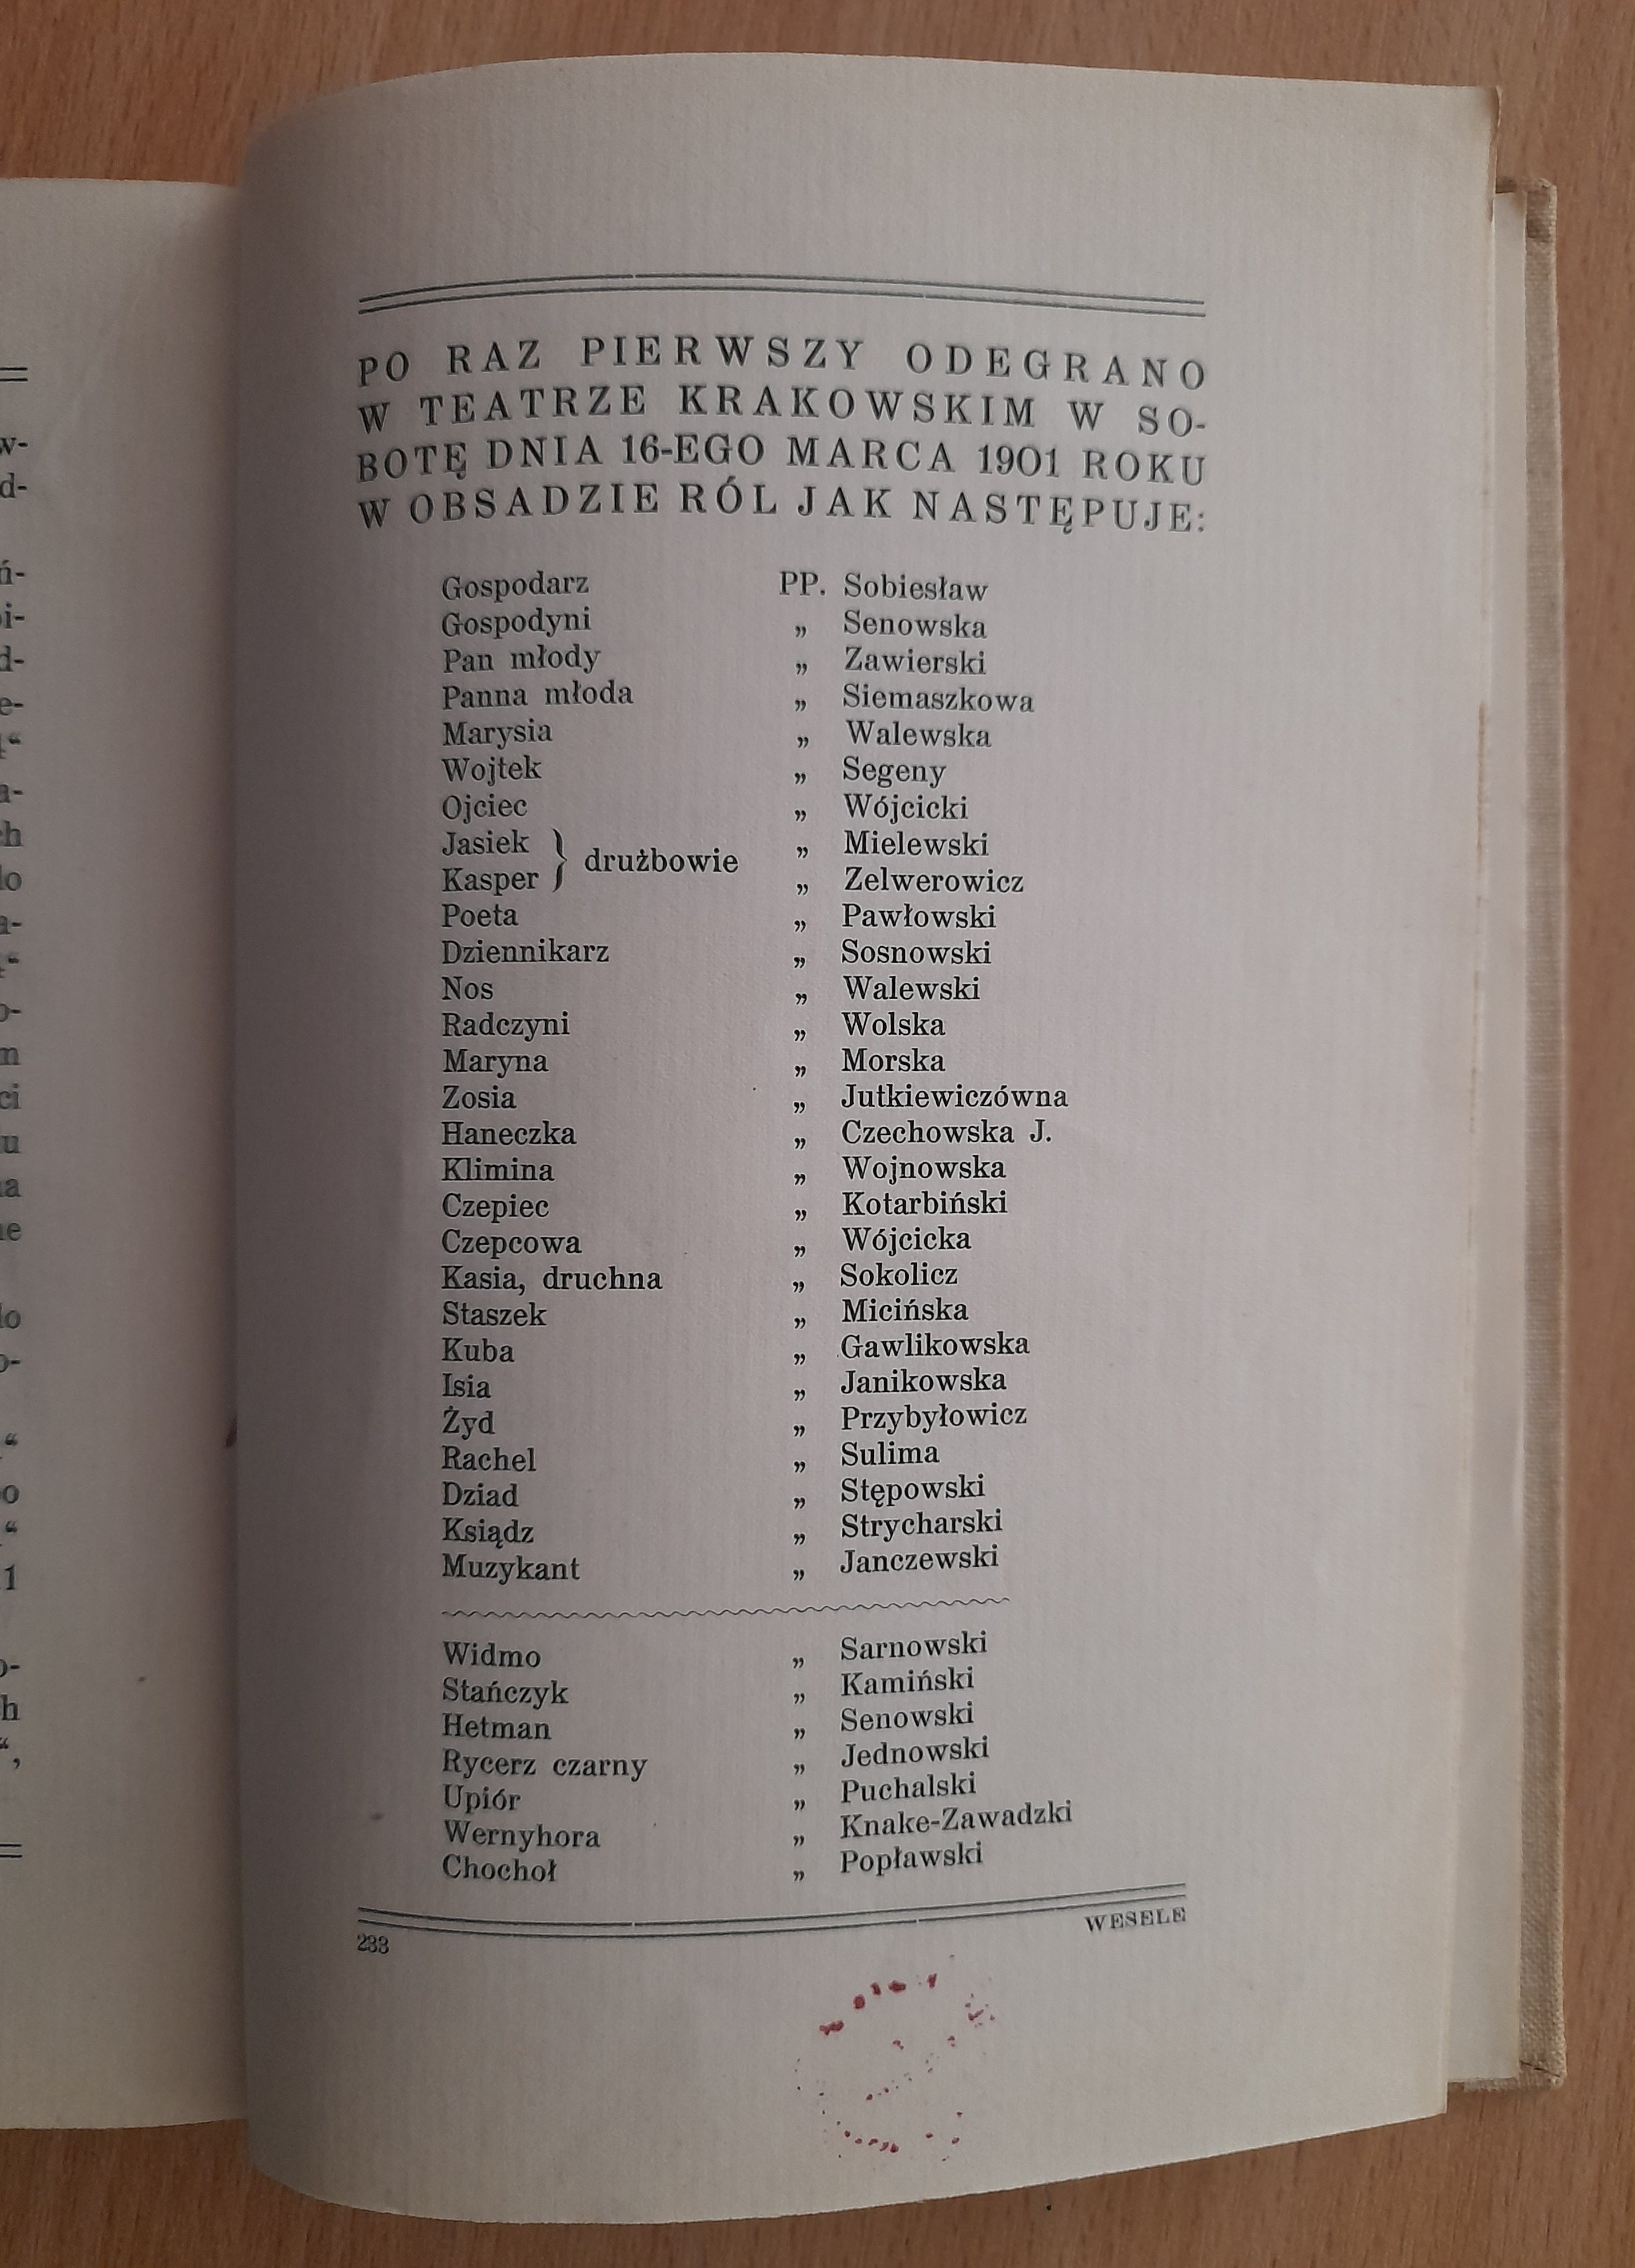 PO RAZ PIERWSZY ODEGRANO
W TEATRZE KRAKOWSKIM W SO-
BOTĘ DNIA 16-EGO MARCA 1901 ROKU
W OBSADZIE RÓL JAK NASTĘPUJE:
Gospodarz PP. Sobiesław
Gospodyni „ Senowska
Pan młody „ Zawierski
Panna młoda „ Siemaszkowa
Marysia „ Walewska
Wojtek „ Segeny
Ojciec „ Wójcicki
Jasiek } drużbowie „ Mielewski
Kasper „ Zelwerowicz
Poeta „ Pawłowski
Dziennikarz „ Sosnowski
Nos „ Walewski
Radczyni „ Wolska
Maryna „ Morska
Zosia „ Jutkiewiczówna
Haneczka „ Czechowska J.
Klimina „ Wojnowska
Czepiec „ Kotarbiński
Czepcowa „ Wójcicka
Kasia, druchna „ Sokolicz
Staszek „ Micińska
Kuba „ Gawlikowska
Isia „ Janikowska
Żyd „ Przybyłowicz
Rachel „ Sulima
Dziad „ Stępowski
Ksiądz „ Strycharski
Muzykant „ Janczewski
Widmo „ Sarnowski
Stańczyk „ Kamiński
Hetman „ Senowski
Rycerz czarny „ Jednowski
Upiór „ Puchalski
Wernyhora „ Knake-Zawadzki
Chochoł „ Popławski
233 WESELE